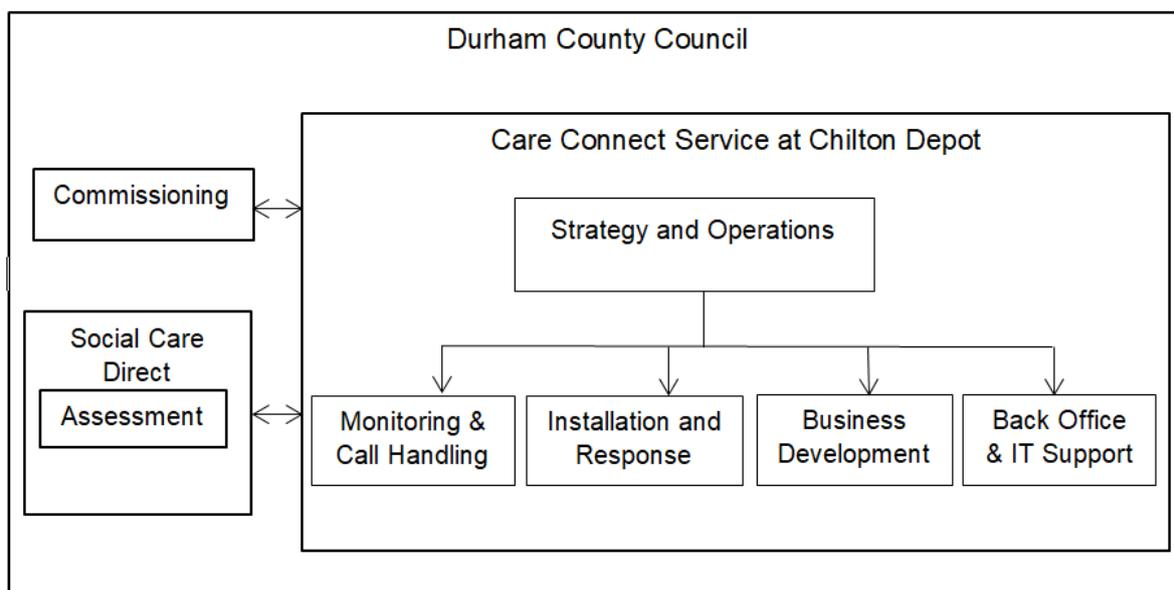 Durham County Council
Care Connect Service at Chilton Depot
Commissioning
Strategy and Operations
Social Care
Direct
Assessment
Monitoring &
Call Handling
Installation and
Response
Business
Development
Back Office
& IT Support